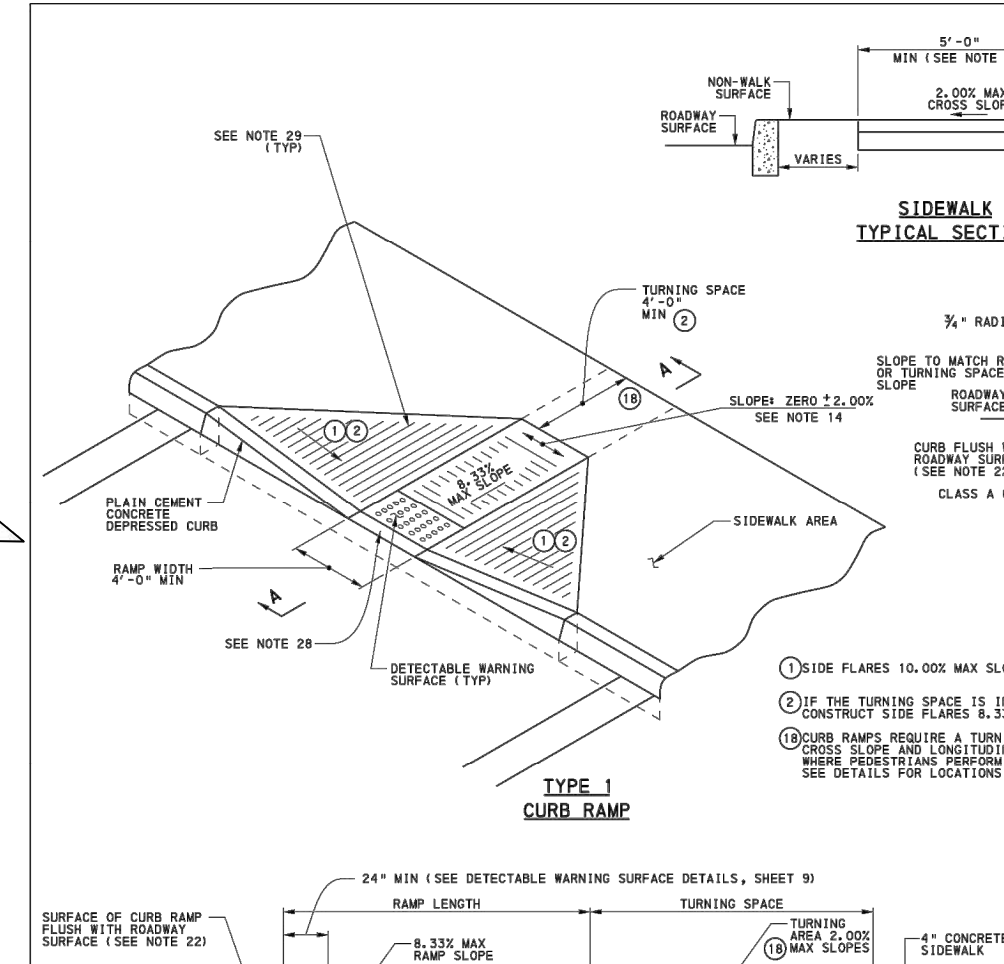 5'-0"
MIN (SEE NOTE
NON-WALK
SURFACE
2.00% MAX
CROSS SLOP
ROADWAY
SURFACE
VARIES
SIDEWALK
TYPICAL SECTI
SEE NOTE 29
(TYP)
TURNING SPACE
4'-0"
MIN 2
A
18
3/4" RADI
SLOPE TO MATCH R
OR TURNING SPACE
SLOPE
ROADWAY
SURFACE
SLOPE: ZERO ±2.00%
SEE NOTE 14
1 2
8.33%
MAX SLOPE
CURB FLUSH W
ROADWAY SUR
(SEE NOTE 22
CLASS A
PLAIN CEMENT
CONCRETE
DEPRESSED CURB
SIDEWALK AREA
1 2
RAMP WIDTH
4'-0" MIN
A
SEE NOTE 28
DETECTABLE WARNING
SURFACE (TYP)
1 SIDE FLARES 10.00% MAX SLO
2 IF THE TURNING SPACE IS
CONSTRUCT SIDE FLARES 8.33
18 CURB RAMPS REQUIRE A TURN
CROSS SLOPE AND LONGITUDI
WHERE PEDESTRIANS PERFORM
SEE DETAILS FOR LOCATIONS
TYPE 1
CURB RAMP
24" MIN (SEE DETECTABLE WARNING SURFACE DETAILS, SHEET 9)
RAMP LENGTH
TURNING SPACE
SURFACE OF CURB RAMP
FLUSH WITH ROADWAY
SURFACE (SEE NOTE 22)
8.33% MAX
RAMP SLOPE
TURNING
AREA 2.00%
18 MAX SLOPES
4" CONCRETE
SIDEWALK